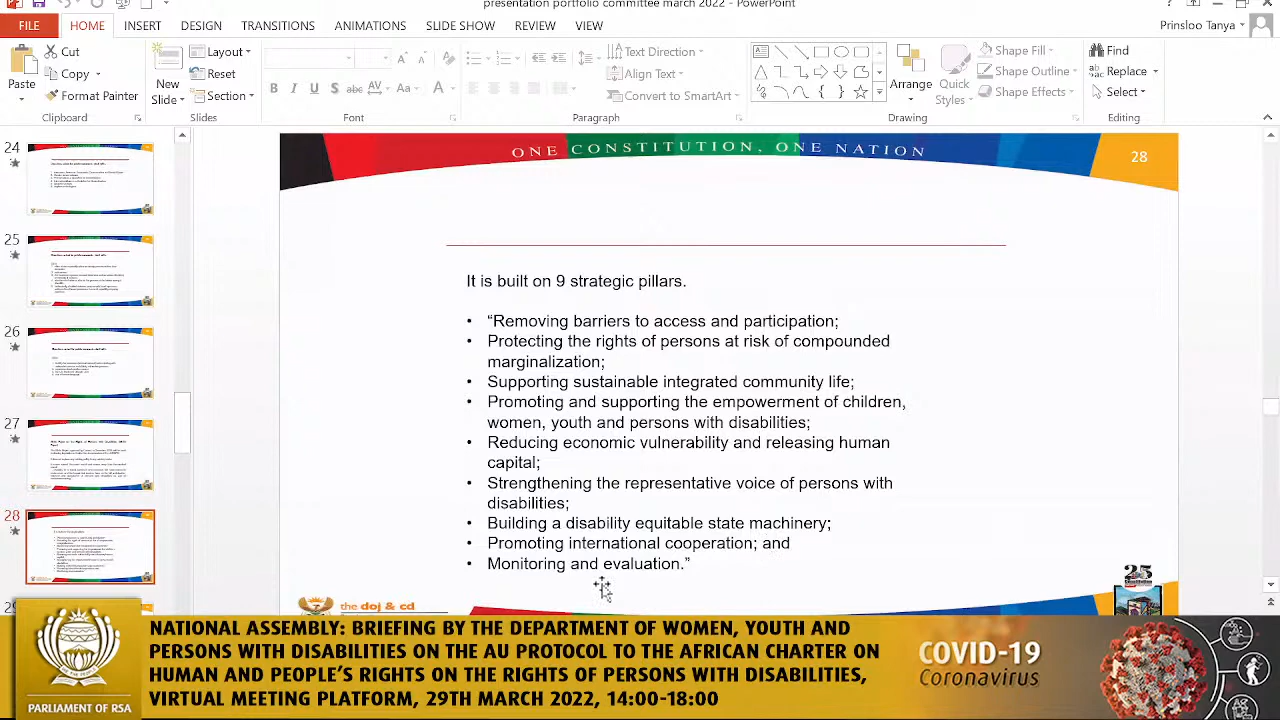 presentation portfolio committee march 2022 - PowerPoint
FILE HOME INSERT DESIGN TRANSITIONS ANIMATIONS SLIDE SHOW REVIEW VIEW Prinsloo Tanya
Paste Cut Copy Format Painter Clipboard
New Slide Layout Reset Section Slides
B I U S abc AV Aa A Font
Text Direction Align Text Convert to SmartArt Paragraph
Arrange Quick Styles Shape Fill Shape Outline Shape Effects Drawing
Find Replace Select Editing
24
25
26
27
28
ONE CONSTITUTION, ONE NATION
28
It is built on 9 strategic pillars.
• “Removing barriers to access and participation;
• Protecting the rights of persons at risk of compounded
marginalization;
• Supporting sustainable integrated community life;
• Promoting and supporting the empowerment of children,
women, youth and persons with disabilities;
• Reducing economic vulnerability and releasing human
capital;
• Strengthening the representative voice of persons with
disabilities;
• Building a disability equitable state machinery;
• Promoting international cooperation;
• Monitoring and evaluation.”
the doj & cd
25
PARLIAMENT OF RSA
NATIONAL ASSEMBLY: BRIEFING BY THE DEPARTMENT OF WOMEN, YOUTH AND
PERSONS WITH DISABILITIES ON THE AU PROTOCOL TO THE AFRICAN CHARTER ON
HUMAN AND PEOPLE’S RIGHTS ON THE RIGHTS OF PERSONS WITH DISABILITIES,
VIRTUAL MEETING PLATFORM, 29TH MARCH 2022, 14:00-18:00
COVID-19
Coronavirus